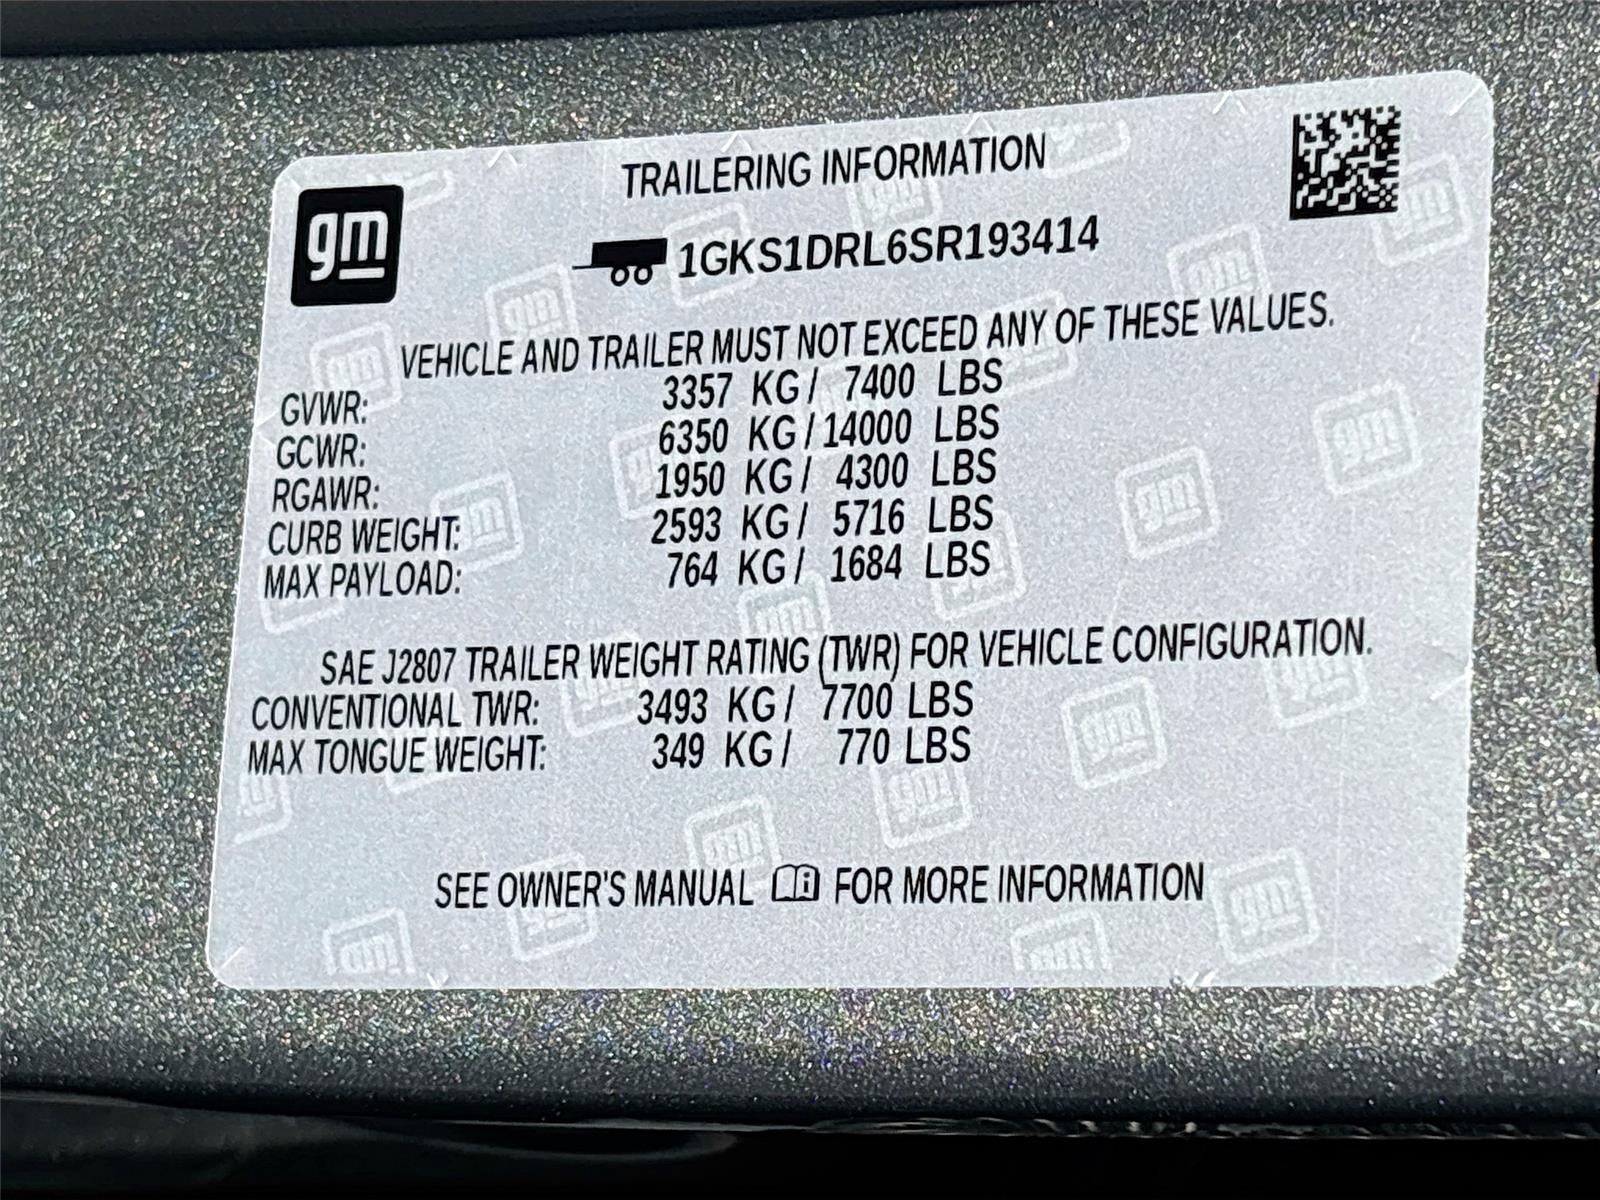 gm
TRAILERING INFORMATION
1GKS1DRL6SR193414
VEHICLE AND TRAILER MUST NOT EXCEED ANY OF THESE VALUES.
GVWR: 3357 KG / 7400 LBS
GCWR: 6350 KG / 14000 LBS
RGAWR: 1950 KG / 4300 LBS
CURB WEIGHT: 2593 KG / 5716 LBS
MAX PAYLOAD: 764 KG / 1684 LBS
SAE J2807 TRAILER WEIGHT RATING (TWR) FOR VEHICLE CONFIGURATION.
CONVENTIONAL TWR: 3493 KG / 7700 LBS
MAX TONGUE WEIGHT: 349 KG / 770 LBS
SEE OWNER'S MANUAL FOR MORE INFORMATION